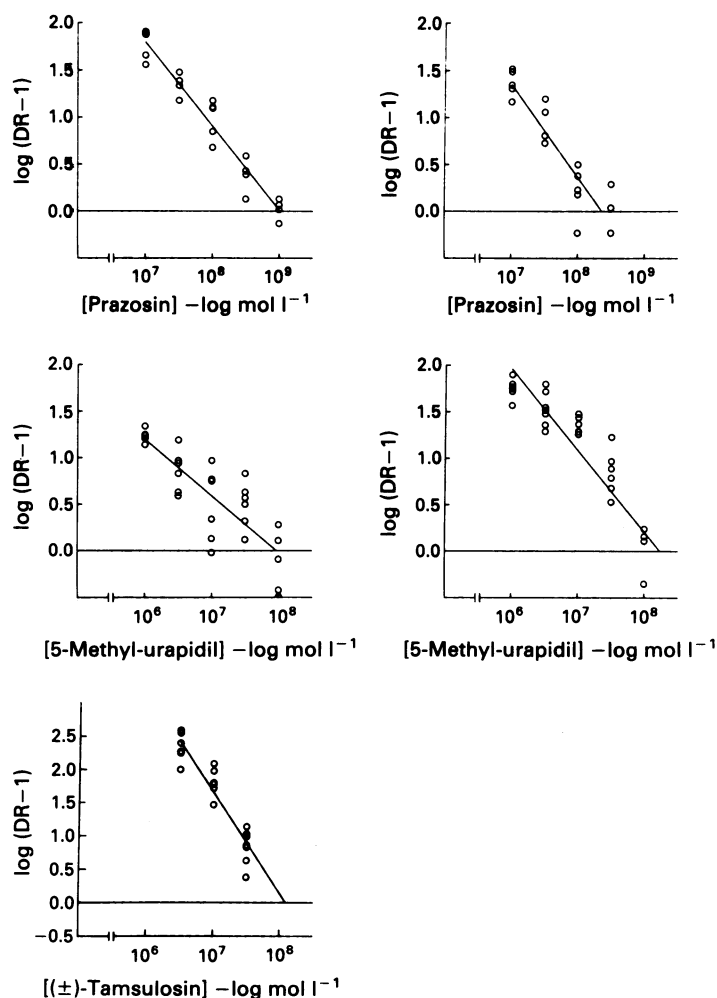 log (DR−1)
2.0
1.5
1.0
0.5
0.0
10⁷ 10⁸ 10⁹
[Prazosin] −log mol l⁻¹
log (DR−1)
2.0
1.5
1.0
0.5
0.0
10⁷ 10⁸ 10⁹
[Prazosin] −log mol l⁻¹
log (DR−1)
2.0
1.5
1.0
0.5
0.0
10⁶ 10⁷ 10⁸
[5-Methyl-urapidil] −log mol l⁻¹
log (DR−1)
2.0
1.5
1.0
0.5
0.0
10⁶ 10⁷ 10⁸
[5-Methyl-urapidil] −log mol l⁻¹
log (DR−1)
2.5
2.0
1.5
1.0
0.5
0.0
−0.5
10⁶ 10⁷ 10⁸
[(±)-Tamsulosin] −log mol l⁻¹